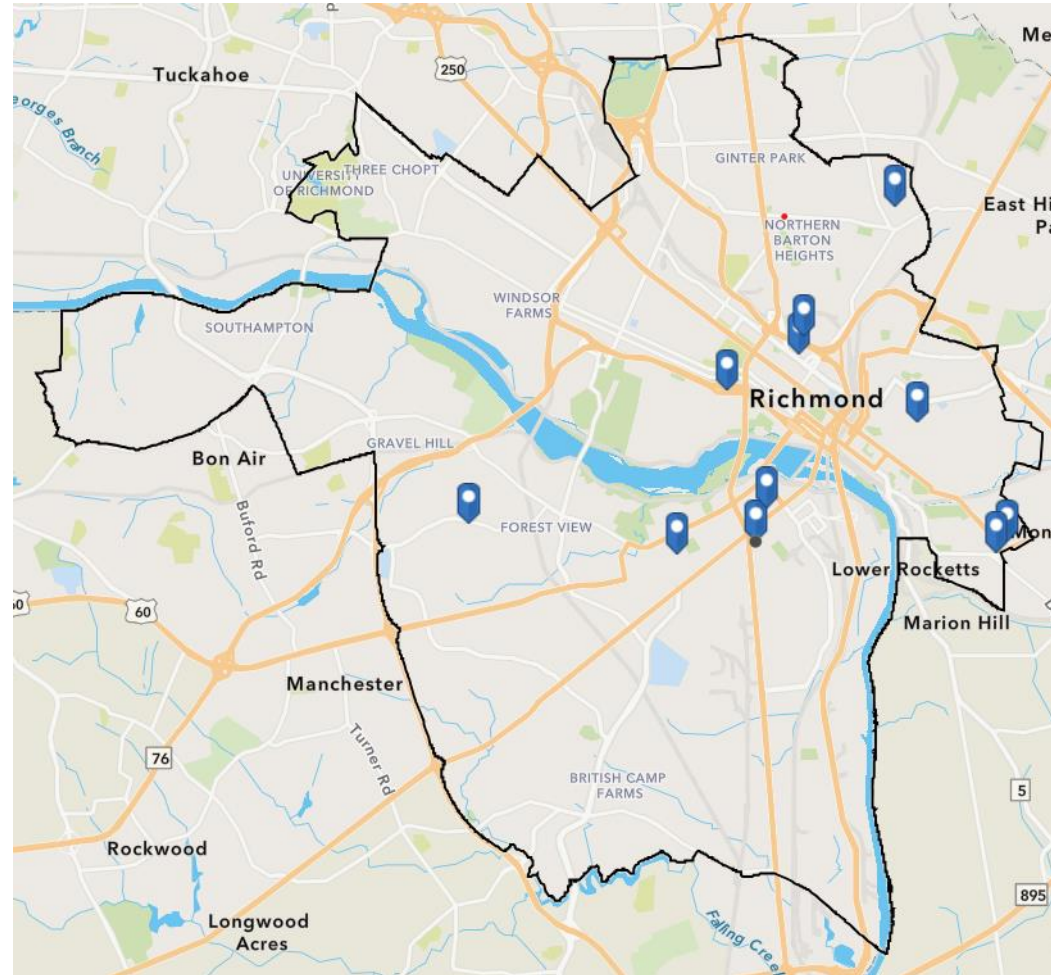 Me
Tuckahoe
250
eorges Branch
THREE CHOPT
UNIVERSITY
OF RICHMOND
GINTER PARK
East Hi
Pa
NORTHERN
BARTON
HEIGHTS
WINDSOR
FARMS
SOUTHAMPTON
Richmond
GRAVEL HILL
Bon Air
Buford Rd
FOREST VIEW
Mon
Lower Rocketts
60
60
Marion Hill
Manchester
Turner Rd
76
BRITISH CAMP
FARMS
5
Rockwood
895
Longwood
Acres
Falling Cree